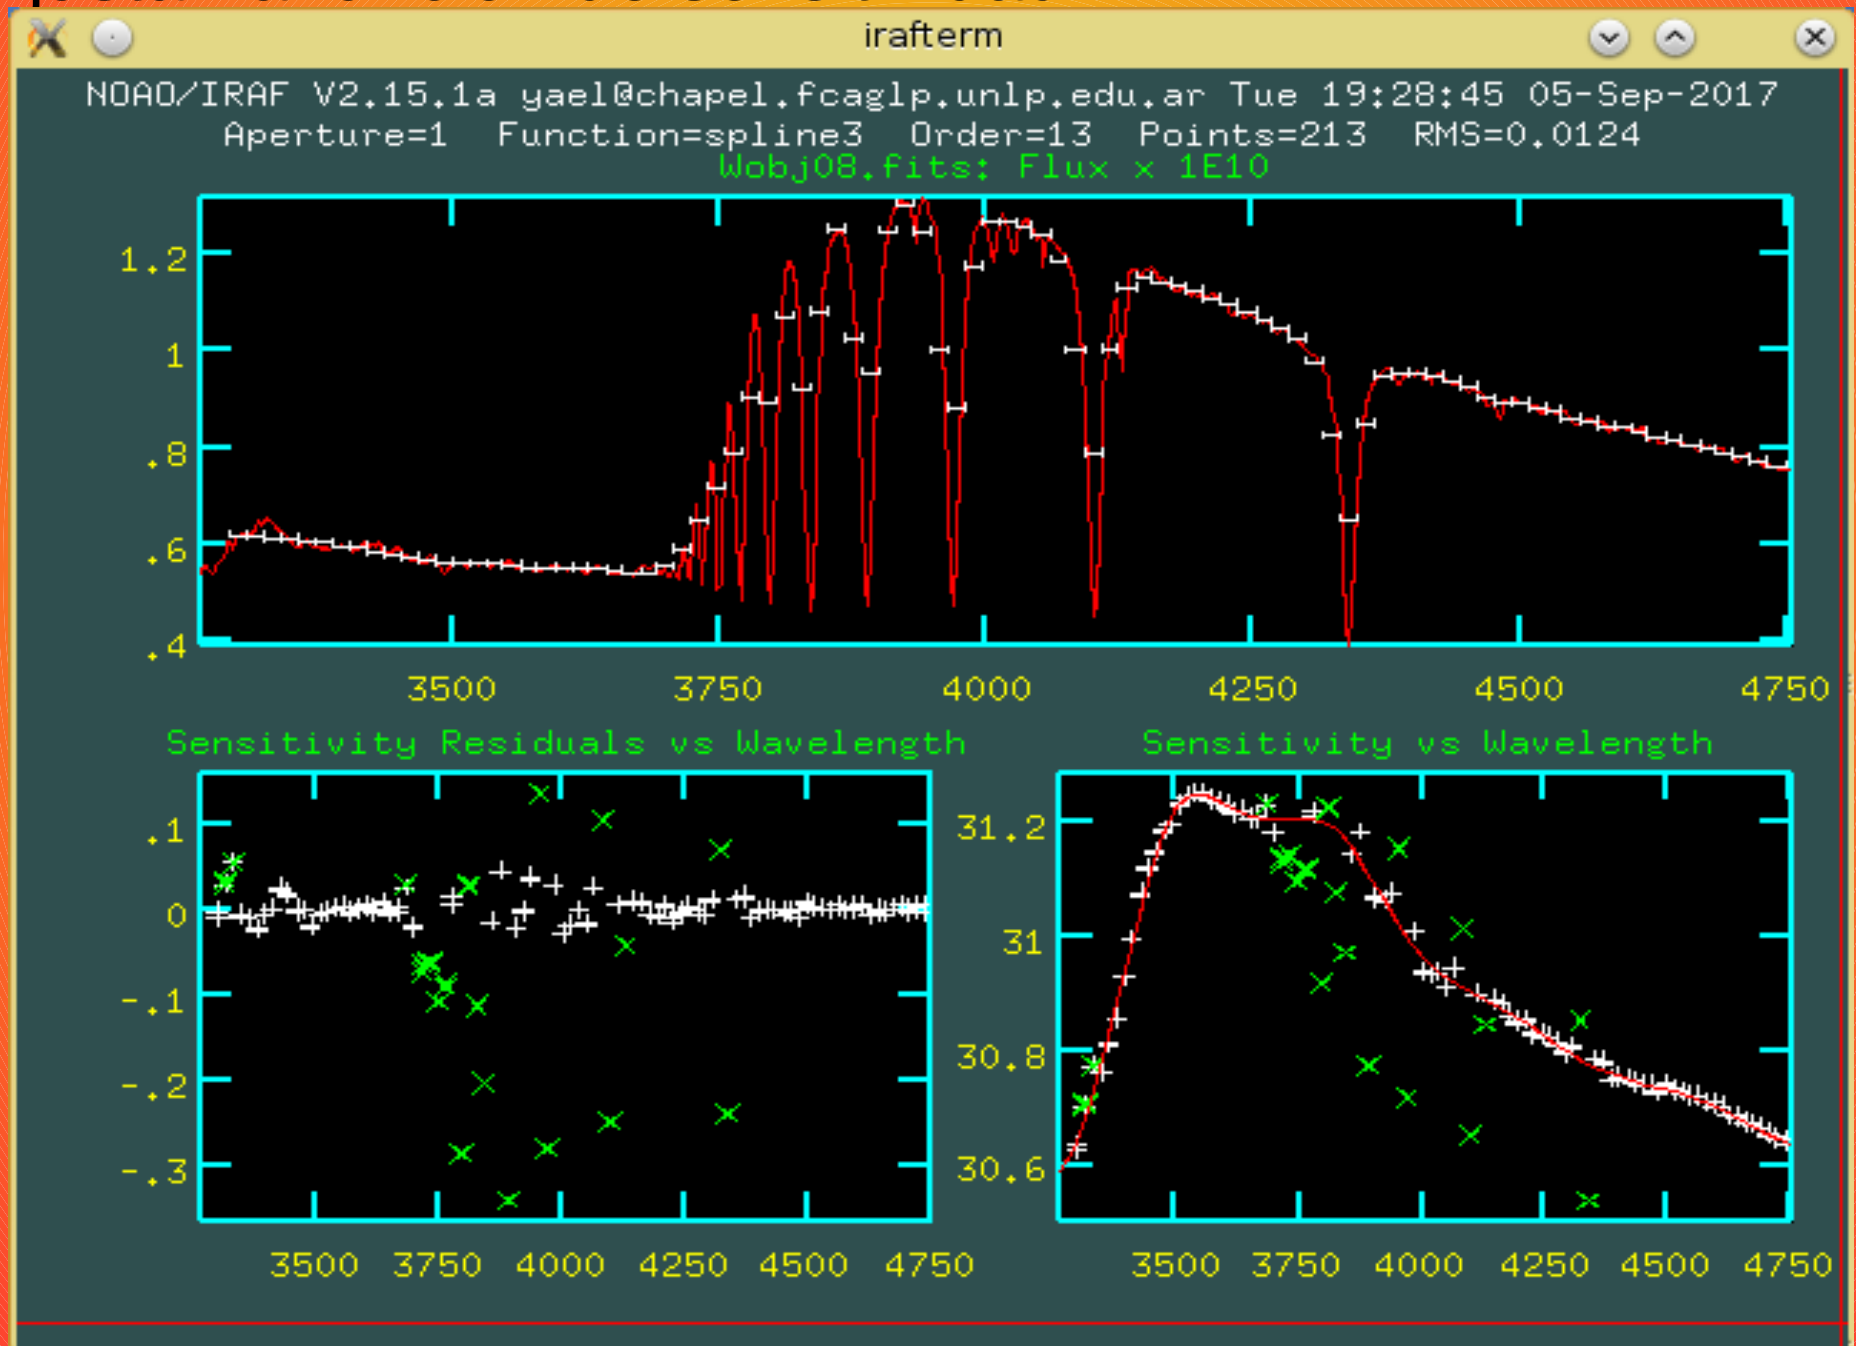 irafterm
NOAO/IRAF V2.15.1a yael@chapel.fcaglp.unlp.edu.ar Tue 19:28:45 05-Sep-2017
Aperture=1 Function=spline3 Order=13 Points=213 RMS=0.0124
Wobj08.fits: Flux x 1E10
1.2
1
.8
.6
.4
3500 3750 4000 4250 4500 4750
Sensitivity Residuals vs Wavelength
.1
0
-.1
-.2
-.3
3500 3750 4000 4250 4500 4750
Sensitivity vs Wavelength
31.2
31
30.8
30.6
3500 3750 4000 4250 4500 4750